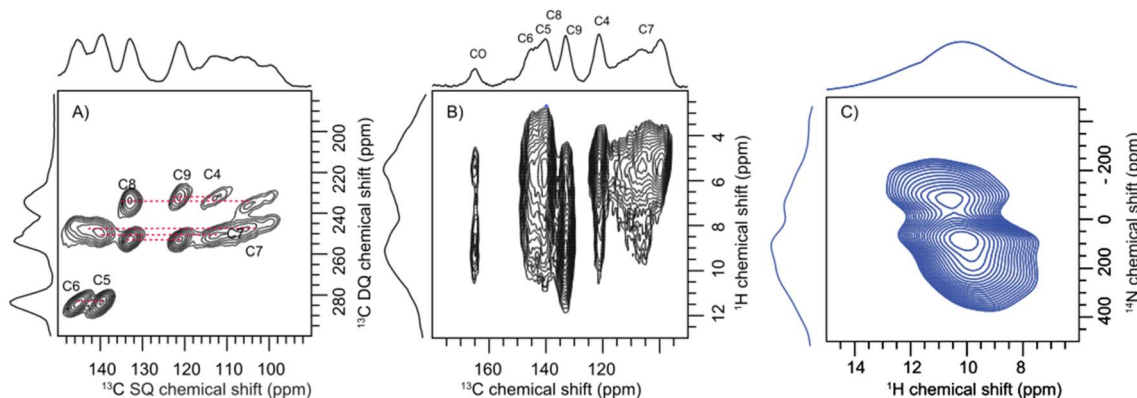 A)
C8
C9
C4
C7
C7
C6
C5
200
220
240
260
280
¹³C DQ chemical shift (ppm)
140
130
120
110
100
¹³C SQ chemical shift (ppm)
CO
C6
C5
C8
C9
C4
C7
B)
4
6
8
10
12
¹H chemical shift (ppm)
160
140
120
¹³C chemical shift (ppm)
C)
-200
0
200
400
¹⁴N chemical shift (ppm)
14
12
10
8
¹H chemical shift (ppm)